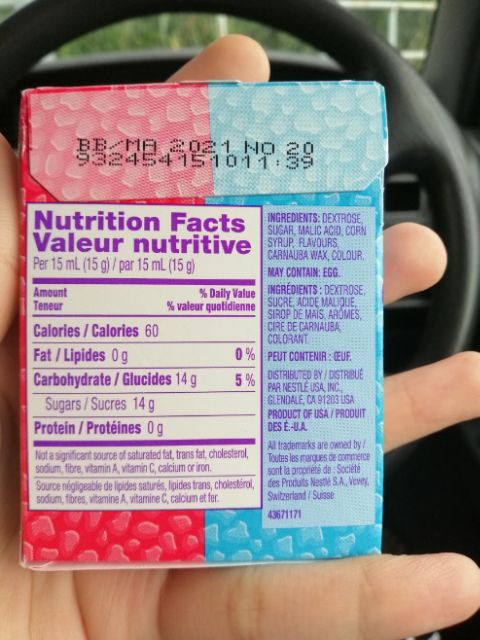 BB/MA 2021 NO 20
932454151011:39
Nutrition Facts
Valeur nutritive
Per 15 mL (15 g) / par 15 mL (15 g)
Amount % Daily Value
Teneur % valeur quotidienne
Calories / Calories 60
Fat / Lipides 0 g 0 %
Carbohydrate / Glucides 14 g 5 %
Sugars / Sucres 14 g
Protein / Protéines 0 g
Not a significant source of saturated fat, trans fat, cholesterol,
sodium, fibre, vitamin A, vitamin C, calcium or iron.
Source négligeable de lipides saturés, lipides trans, cholestérol,
sodium, fibres, vitamine A, vitamine C, calcium et fer.
INGREDIENTS: DEXTROSE,
SUGAR, MALIC ACID, CORN
SYRUP, FLAVOURS,
CARNAUBA WAX, COLOUR.
MAY CONTAIN: EGG.
INGRÉDIENTS : DEXTROSE,
SUCRE, ACIDE MALIQUE,
SIROP DE MAÏS, ARÔMES,
CIRE DE CARNAUBA,
COLORANT.
PEUT CONTENIR : ŒUF.
DISTRIBUTED BY / DISTRIBUÉ
PAR NESTLÉ USA, INC.,
GLENDALE, CA 91203 USA
PRODUCT OF USA / PRODUIT
DES É.-U.A.
All trademarks are owned by /
Toutes les marques de commerce
sont la propriété de : Société
des Produits Nestlé S.A., Vevey,
Switzerland / Suisse
43671171